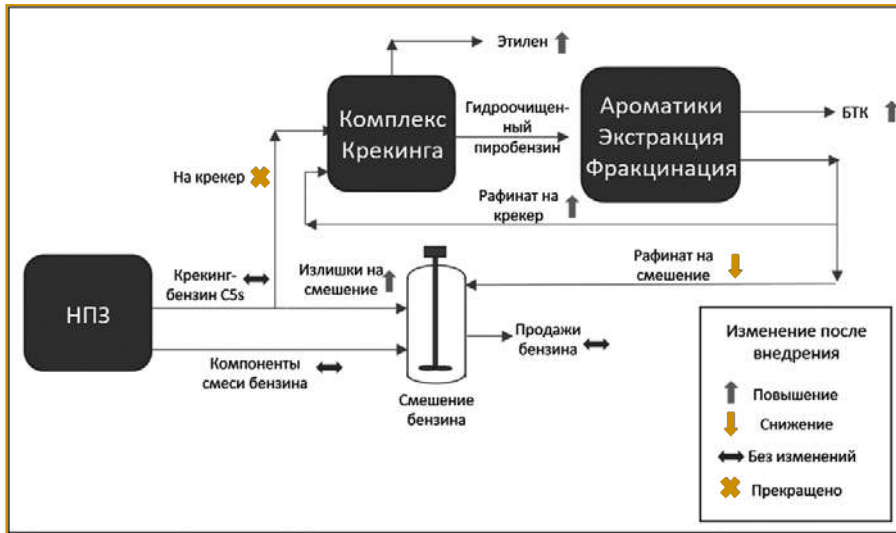 Этилен
Комплекс
Крекинга
Гидроочищен-
ный
пиробензин
Ароматики
Экстракция
Фракцинация
БТК
На крекер
Рафинат на
крекер
НПЗ
Крекинг-
бензин C5s
Излишки на
смешение
Рафинат на
смешение
Компоненты
смеси бензина
Продажи
бензина
Смешение
бензина
Изменение после
внедрения
Повышение
Снижение
Без изменений
Прекращено